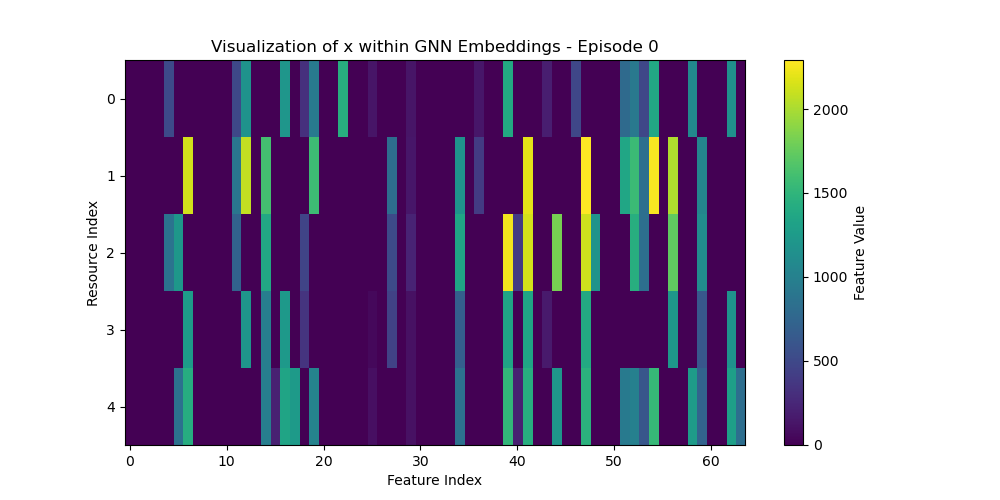 Visualization of x within GNN Embeddings - Episode 0
Resource Index
0
1
2
3
4
0 10 20 30 40 50 60
Feature Index
2000
1500
1000
500
0
Feature Value